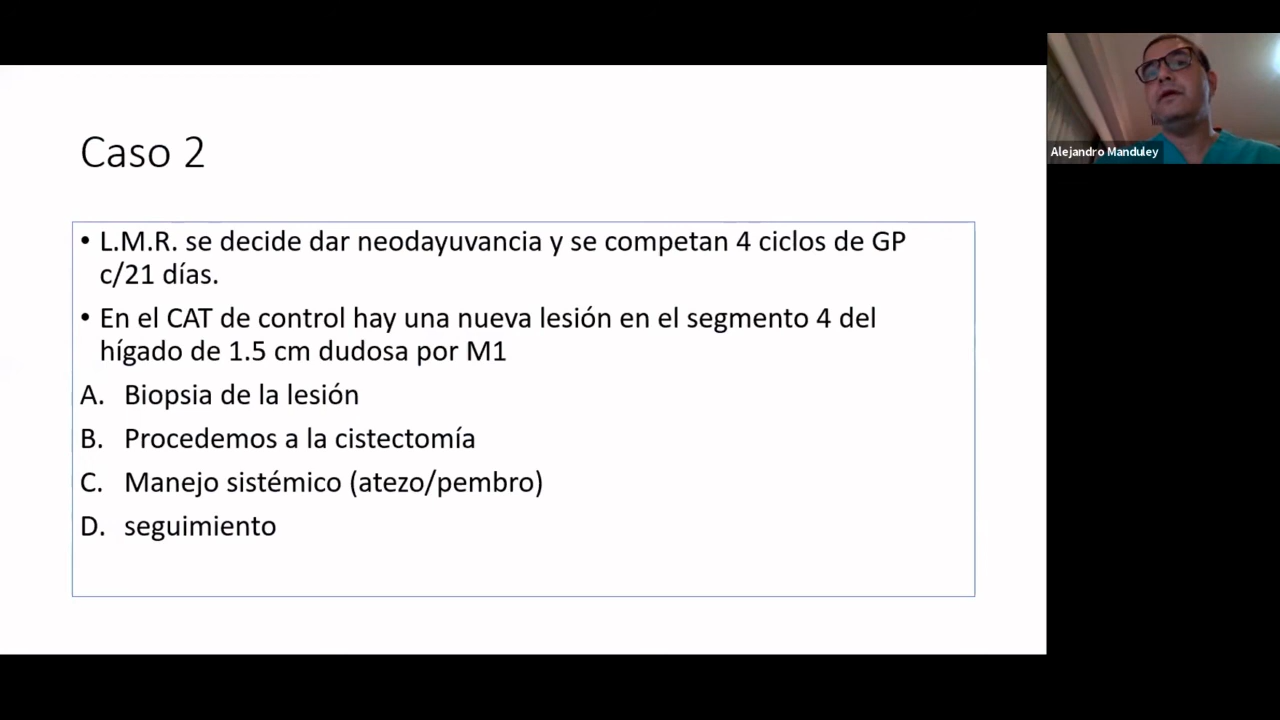 Caso 2
• L.M.R. se decide dar neodayuvancia y se competan 4 ciclos de GP
c/21 días.
• En el CAT de control hay una nueva lesión en el segmento 4 del
hígado de 1.5 cm dudosa por M1
A. Biopsia de la lesión
B. Procedemos a la cistectomía
C. Manejo sistémico (atezo/pembro)
D. seguimiento
Alejandro Manduley